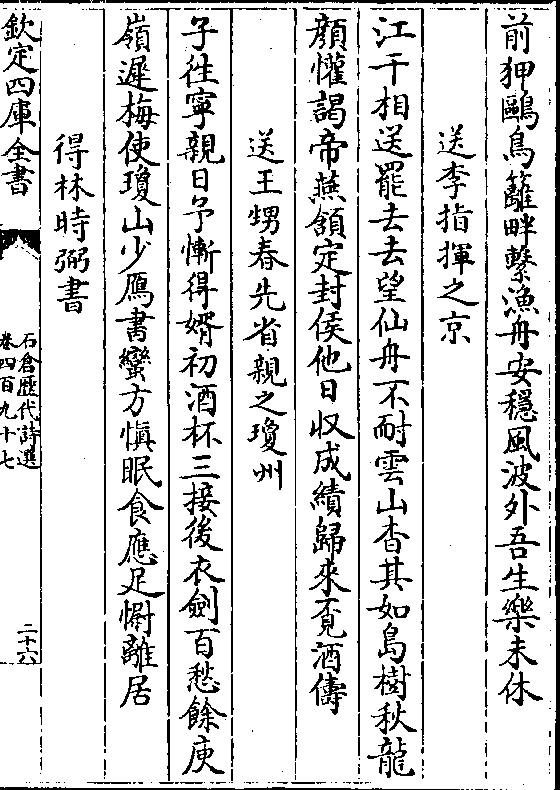 前狎鷗鳥籬畔繫漁舟安穩風波外吾生樂未休
送李指揮之京
江干相送罷去去望仙舟不耐雲山杳其如島樹秋龍
顔懽謁帝燕頷定封侯他日收成績歸來覓酒儔
送王甥春先省親之瓊州
子徃寧親日予慚得婿初酒杯三接後衣劍百愁餘庾
嶺遲梅使瓊山少鴈書蠻方慎眠食應足慰離居
得林時弼書
欽定四庫全書
石倉歴代詩選
卷四百九十七
二十六